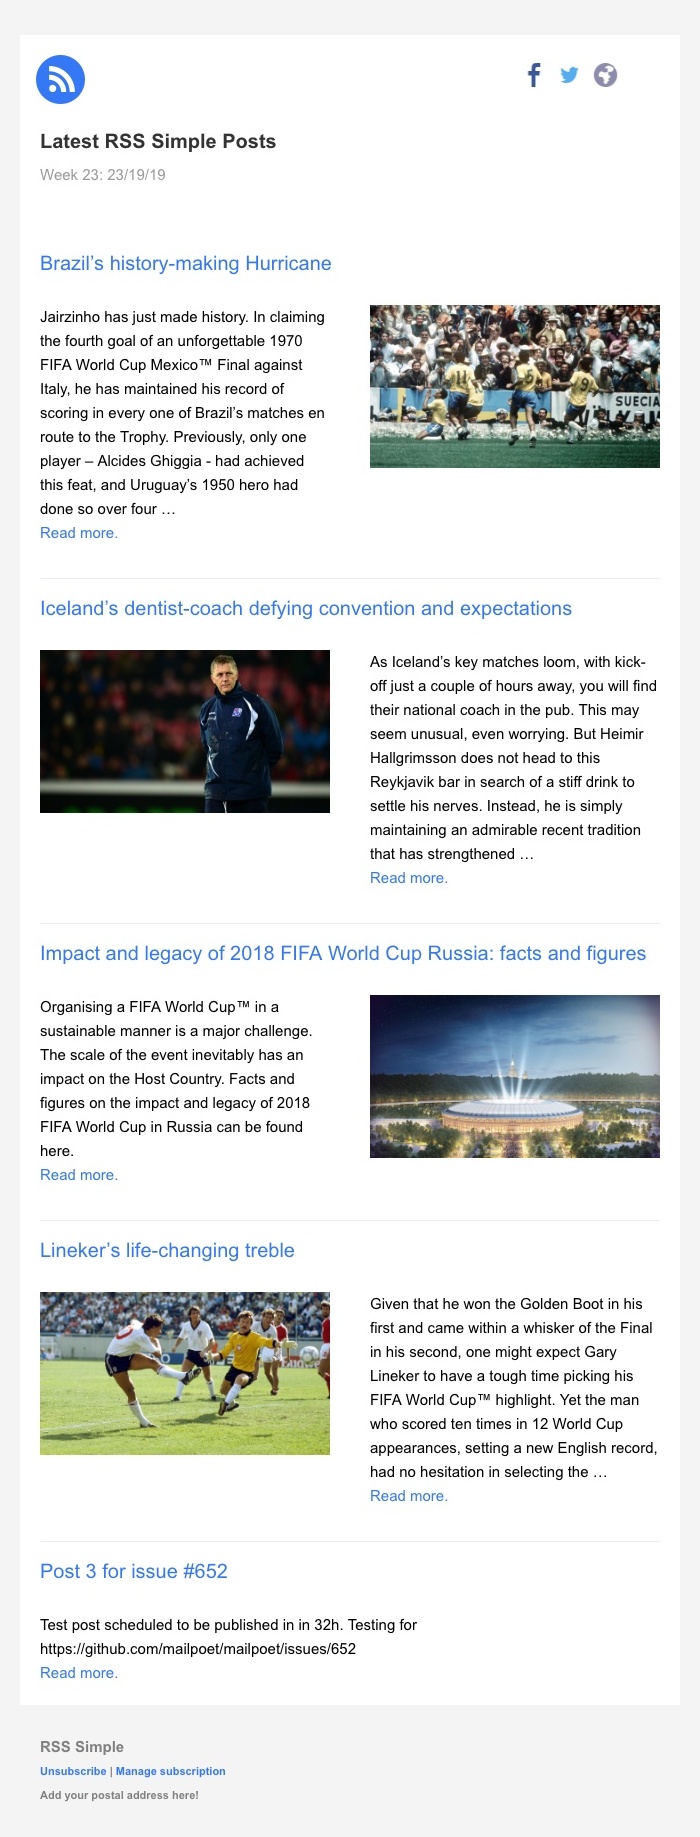 Latest RSS Simple Posts
Week 23: 23/19/19
Brazil’s history-making Hurricane
Jairzinho has just made history. In claiming
the fourth goal of an unforgettable 1970
FIFA World Cup Mexico™ Final against
Italy, he has maintained his record of
scoring in every one of Brazil’s matches en
route to the Trophy. Previously, only one
player – Alcides Ghiggia - had achieved
this feat, and Uruguay’s 1950 hero had
done so over four …
Read more.
11
9
SUECIA
Iceland’s dentist-coach defying convention and expectations
As Iceland’s key matches loom, with kick-
off just a couple of hours away, you will find
their national coach in the pub. This may
seem unusual, even worrying. But Heimir
Hallgrimsson does not head to this
Reykjavik bar in search of a stiff drink to
settle his nerves. Instead, he is simply
maintaining an admirable recent tradition
that has strengthened …
Read more.
Impact and legacy of 2018 FIFA World Cup Russia: facts and figures
Organising a FIFA World Cup™ in a
sustainable manner is a major challenge.
The scale of the event inevitably has an
impact on the Host Country. Facts and
figures on the impact and legacy of 2018
FIFA World Cup in Russia can be found
here.
Read more.
Lineker’s life-changing treble
Given that he won the Golden Boot in his
first and came within a whisker of the Final
in his second, one might expect Gary
Lineker to have a tough time picking his
FIFA World Cup™ highlight. Yet the man
who scored ten times in 12 World Cup
appearances, setting a new English record,
had no hesitation in selecting the …
Read more.
Post 3 for issue #652
Test post scheduled to be published in in 32h. Testing for
https://github.com/mailpoet/mailpoet/issues/652
Read more.
RSS Simple
Unsubscribe | Manage subscription
Add your postal address here!